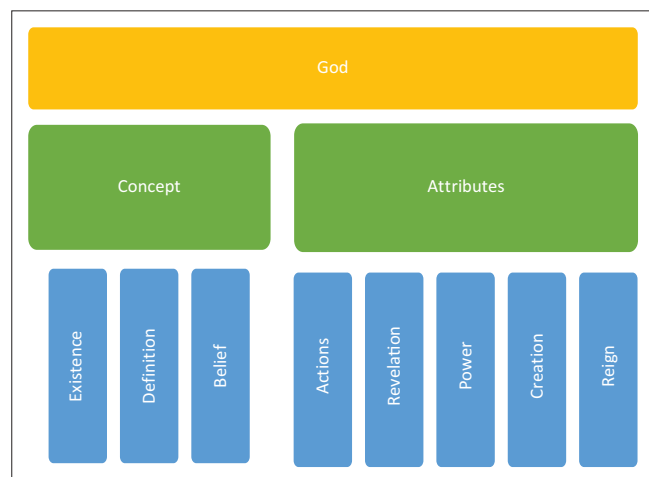 God
Concept
Attributes
Existence
Definition
Belief
Actions
Revelation
Power
Creation
Reign